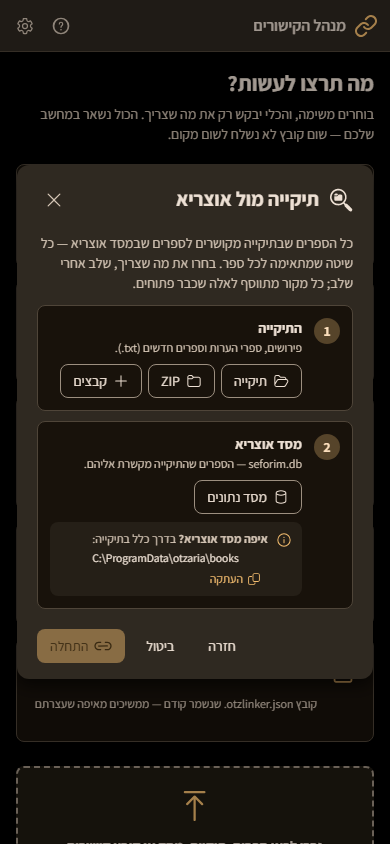 מנהל הקישורים
מה תרצו לעשות?
בוחרים משימה, והכלי יבקש רק את מה שצריך. הכול נשאר במחשב
שלכם — שום קובץ לא נשלח לשום מקום.
תיקייה מול אוצריא
כל הספרים שבתיקייה מקושרים לספרים שבמסד אוצריא — כל
שיטה שמתאימה לכל ספר. בחרו את מה שצריך, שלב אחרי
שלב; כל מקור מתווסף לאלה שכבר פתוחים.
1
התיקייה
פירושים, ספרי הערות וספרים חדשים (txt.).
תיקייה
ZIP
קבצים
2
מסד אוצריא
seforim.db — הספרים שהתיקייה מקשרת אליהם.
מסד נתונים
איפה מסד אוצריא? בדרך כלל בתיקייה:
C:\ProgramData\otzaria\books
העתקה
חזרה
ביטול
התחלה
קובץ otzlinker.json. שנשמר קודם — ממשיכים מאיפה שעצרתם